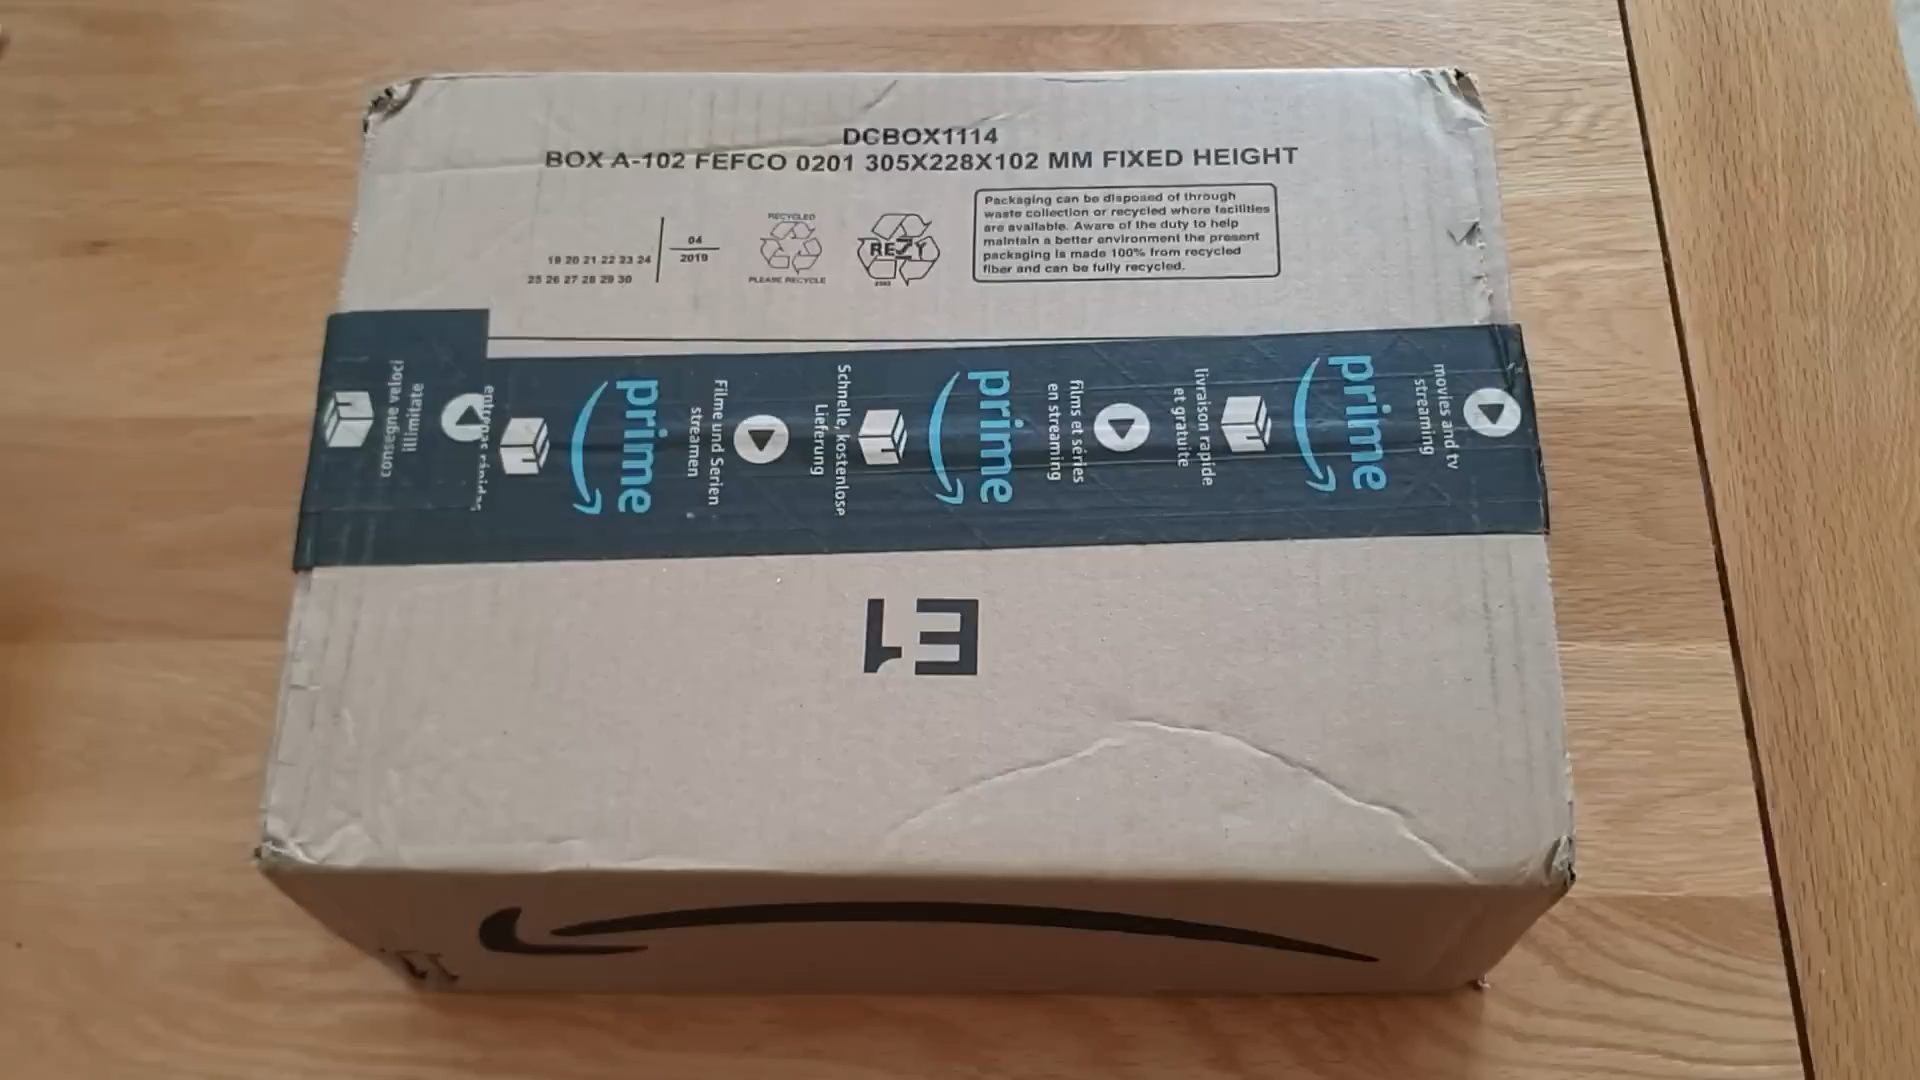 DCBOX1114
BOX A-102 FEFCO 0201 305X228X102 MM FIXED HEIGHT
19 20 21 22 23 24
25 26 27 28 29 30
04
2019
RECYCLED
PLEASE RECYCLE
RESY
Packaging can be disposed of through
waste collection or recycled where facilities
are available. Aware of the duty to help
maintain a better environment the present
packaging is made 100% from recycled
fiber and can be fully recycled.
consegne veloci
illimitate
entregas rápidas
prime
Filme und Serien
streamen
Schnelle, kostenlose
Lieferung
prime
films et séries
en streaming
livraison rapide
et gratuite
prime
movies and tv
streaming
E1